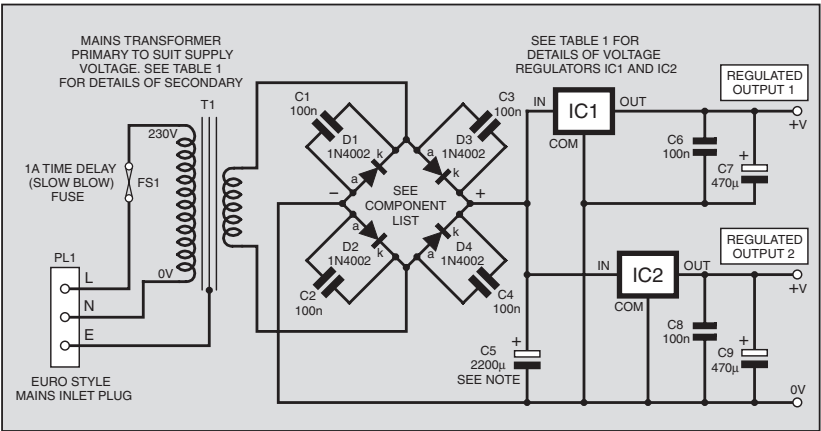 MAINS TRANSFORMER
PRIMARY TO SUIT SUPPLY
VOLTAGE. SEE TABLE 1
FOR DETAILS OF SECONDARY
SEE TABLE 1 FOR
DETAILS OF VOLTAGE
REGULATORS IC1 AND IC2
REGULATED
OUTPUT 1
T1
230V
0V
1A TIME DELAY
(SLOW BLOW)
FUSE
FS1
PL1
L
N
E
EURO STYLE
MAINS INLET PLUG
C1
100n
D1
1N4002
a
k
C3
100n
D3
1N4002
a
k
−
SEE
COMPONENT
LIST
+
D2
1N4002
a
k
C2
100n
D4
1N4002
a
k
C4
100n
IN
IC1
OUT
COM
+V
C6
100n
+
C7
470µ
REGULATED
OUTPUT 2
IN
IC2
OUT
COM
+V
C8
100n
+
C9
470µ
+
C5
2200µ
SEE NOTE
0V